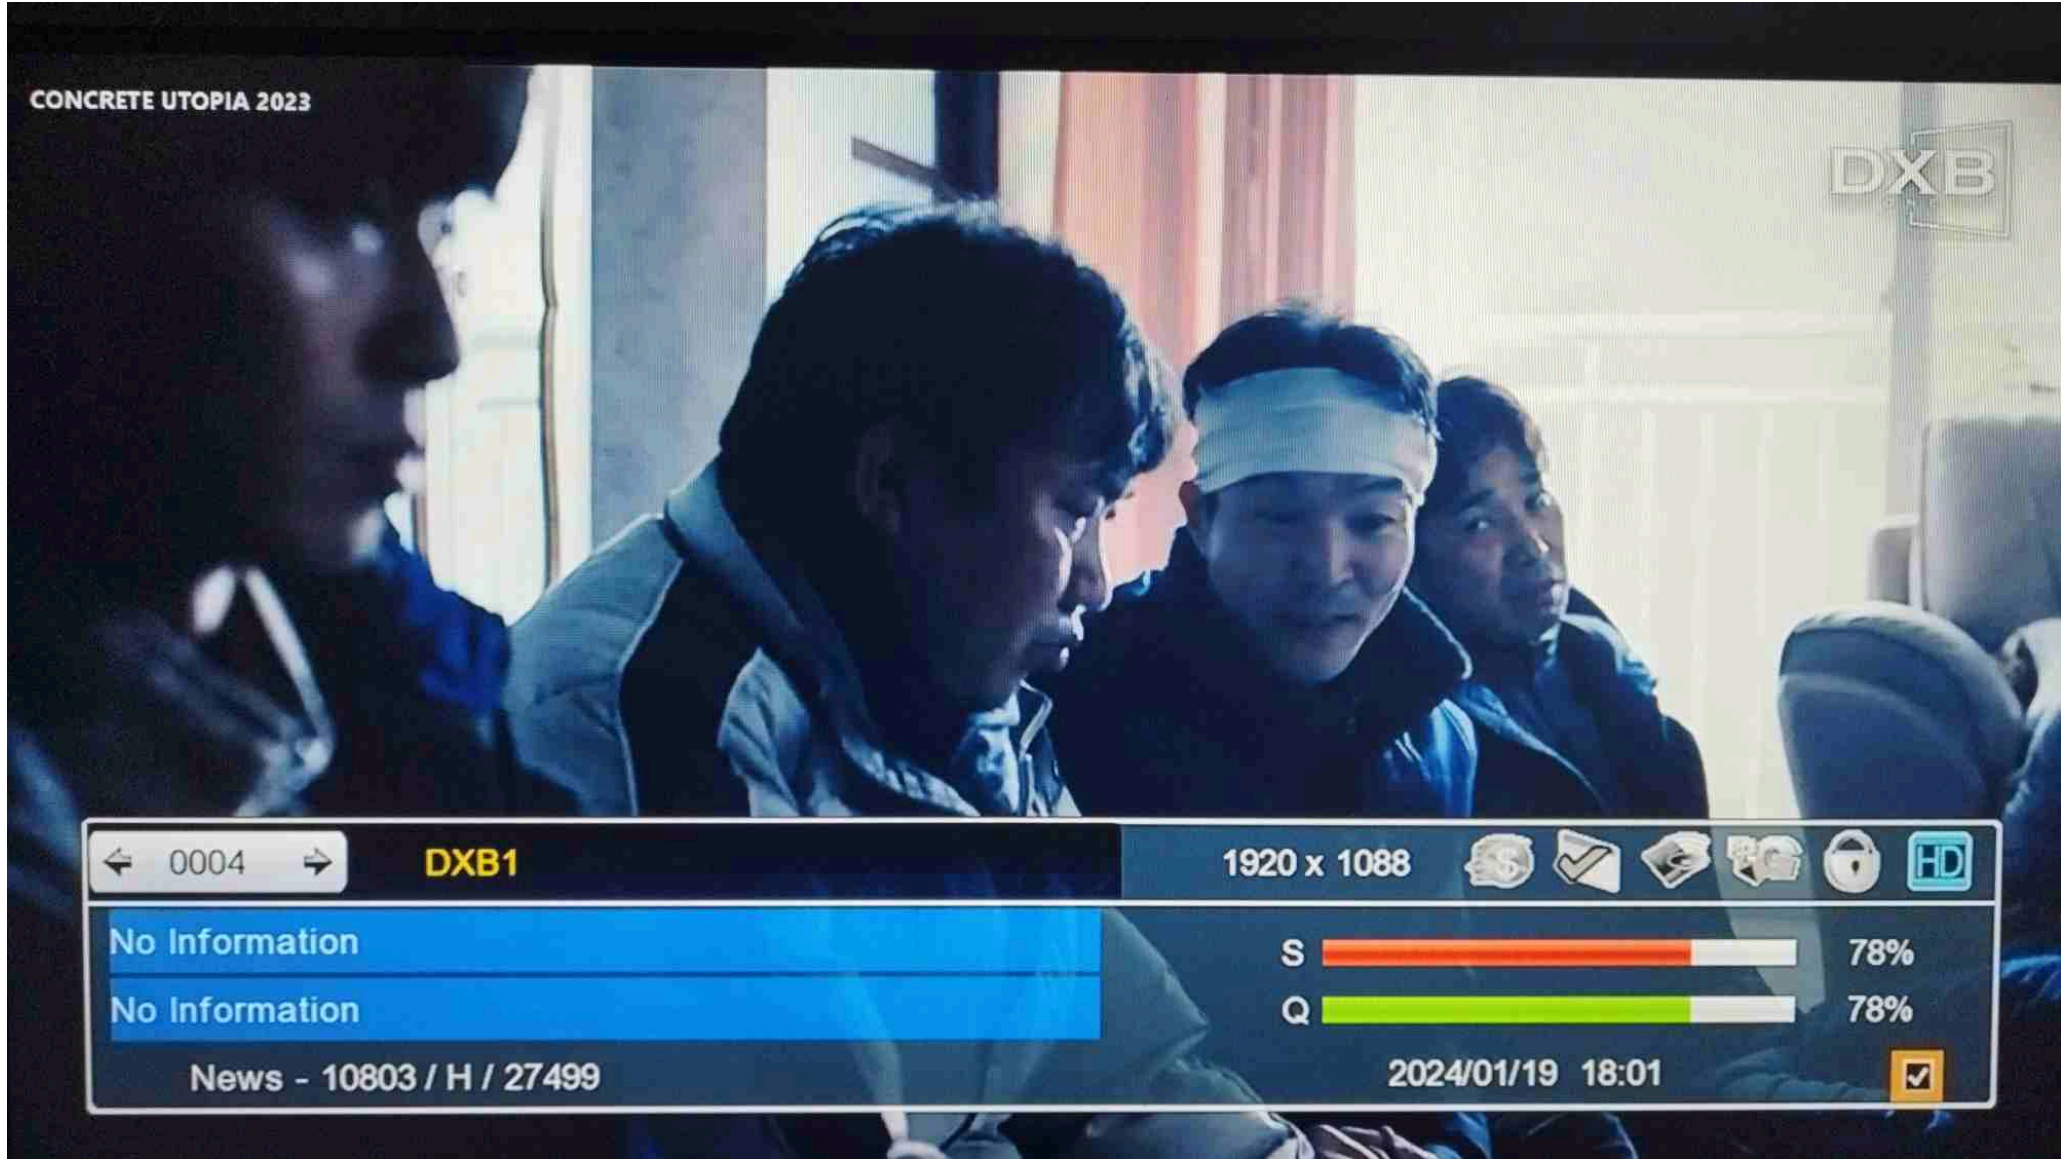 CONCRETE UTOPIA 2023
DXB
0004 DXB1 1920 x 1088 HD
No Information
S 78%
No Information
Q 78%
News - 10803 / H / 27499 2024/01/19 18:01